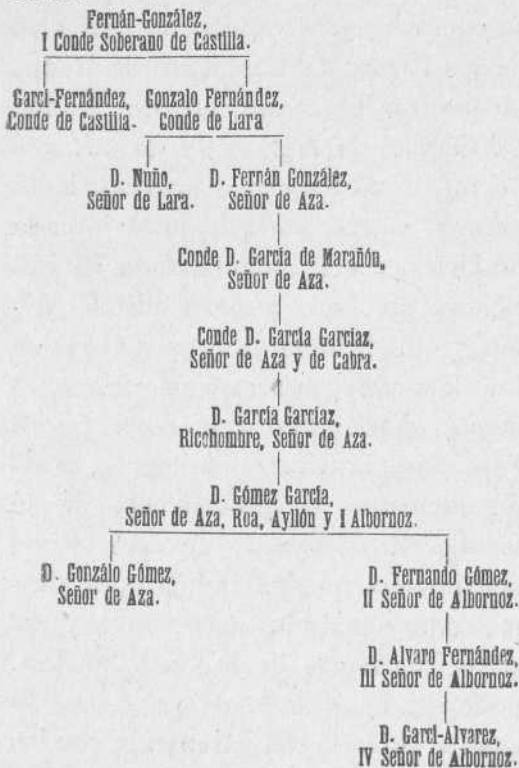 Fernán-González,
I Conde Soberano de Castilla.
Garci-Fernández, Gonzalo Fernández,
Conde de Castilla. Conde de Lara
D. Nuño, D. Fernán González,
Señor de Lara. Señor de Aza.
Conde D. García de Marañón,
Señor de Aza.
Conde D. García Garcíaz,
Señor de Aza y de Cabra.
D. García Garcíaz,
Ricohombre, Señor de Aza.
D. Gómez García,
Señor de Aza, Roa, Ayllón y I Albornoz.
D. Gonzálo Gómez, D. Fernando Gómez,
Señor de Aza. II Señor de Albornoz.
D. Alvaro Fernández,
III Señor de Albornoz.
D. Garci-Alvarez,
IV Señor de Albornoz.